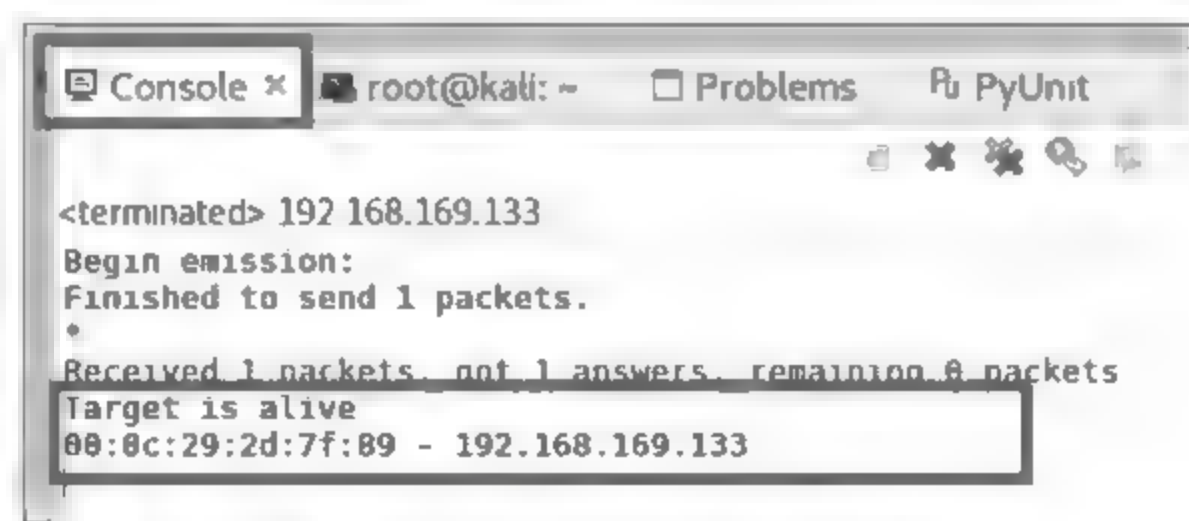 Console root@kali: ~ Problems Pu PyUnit
<terminated> 192 168.169.133
Begin emission:
Finished to send 1 packets.
*
Received 1 packets, got 1 answers, remaining 0 packets
Target is alive
00:0c:29:2d:7f:89 - 192.168.169.133